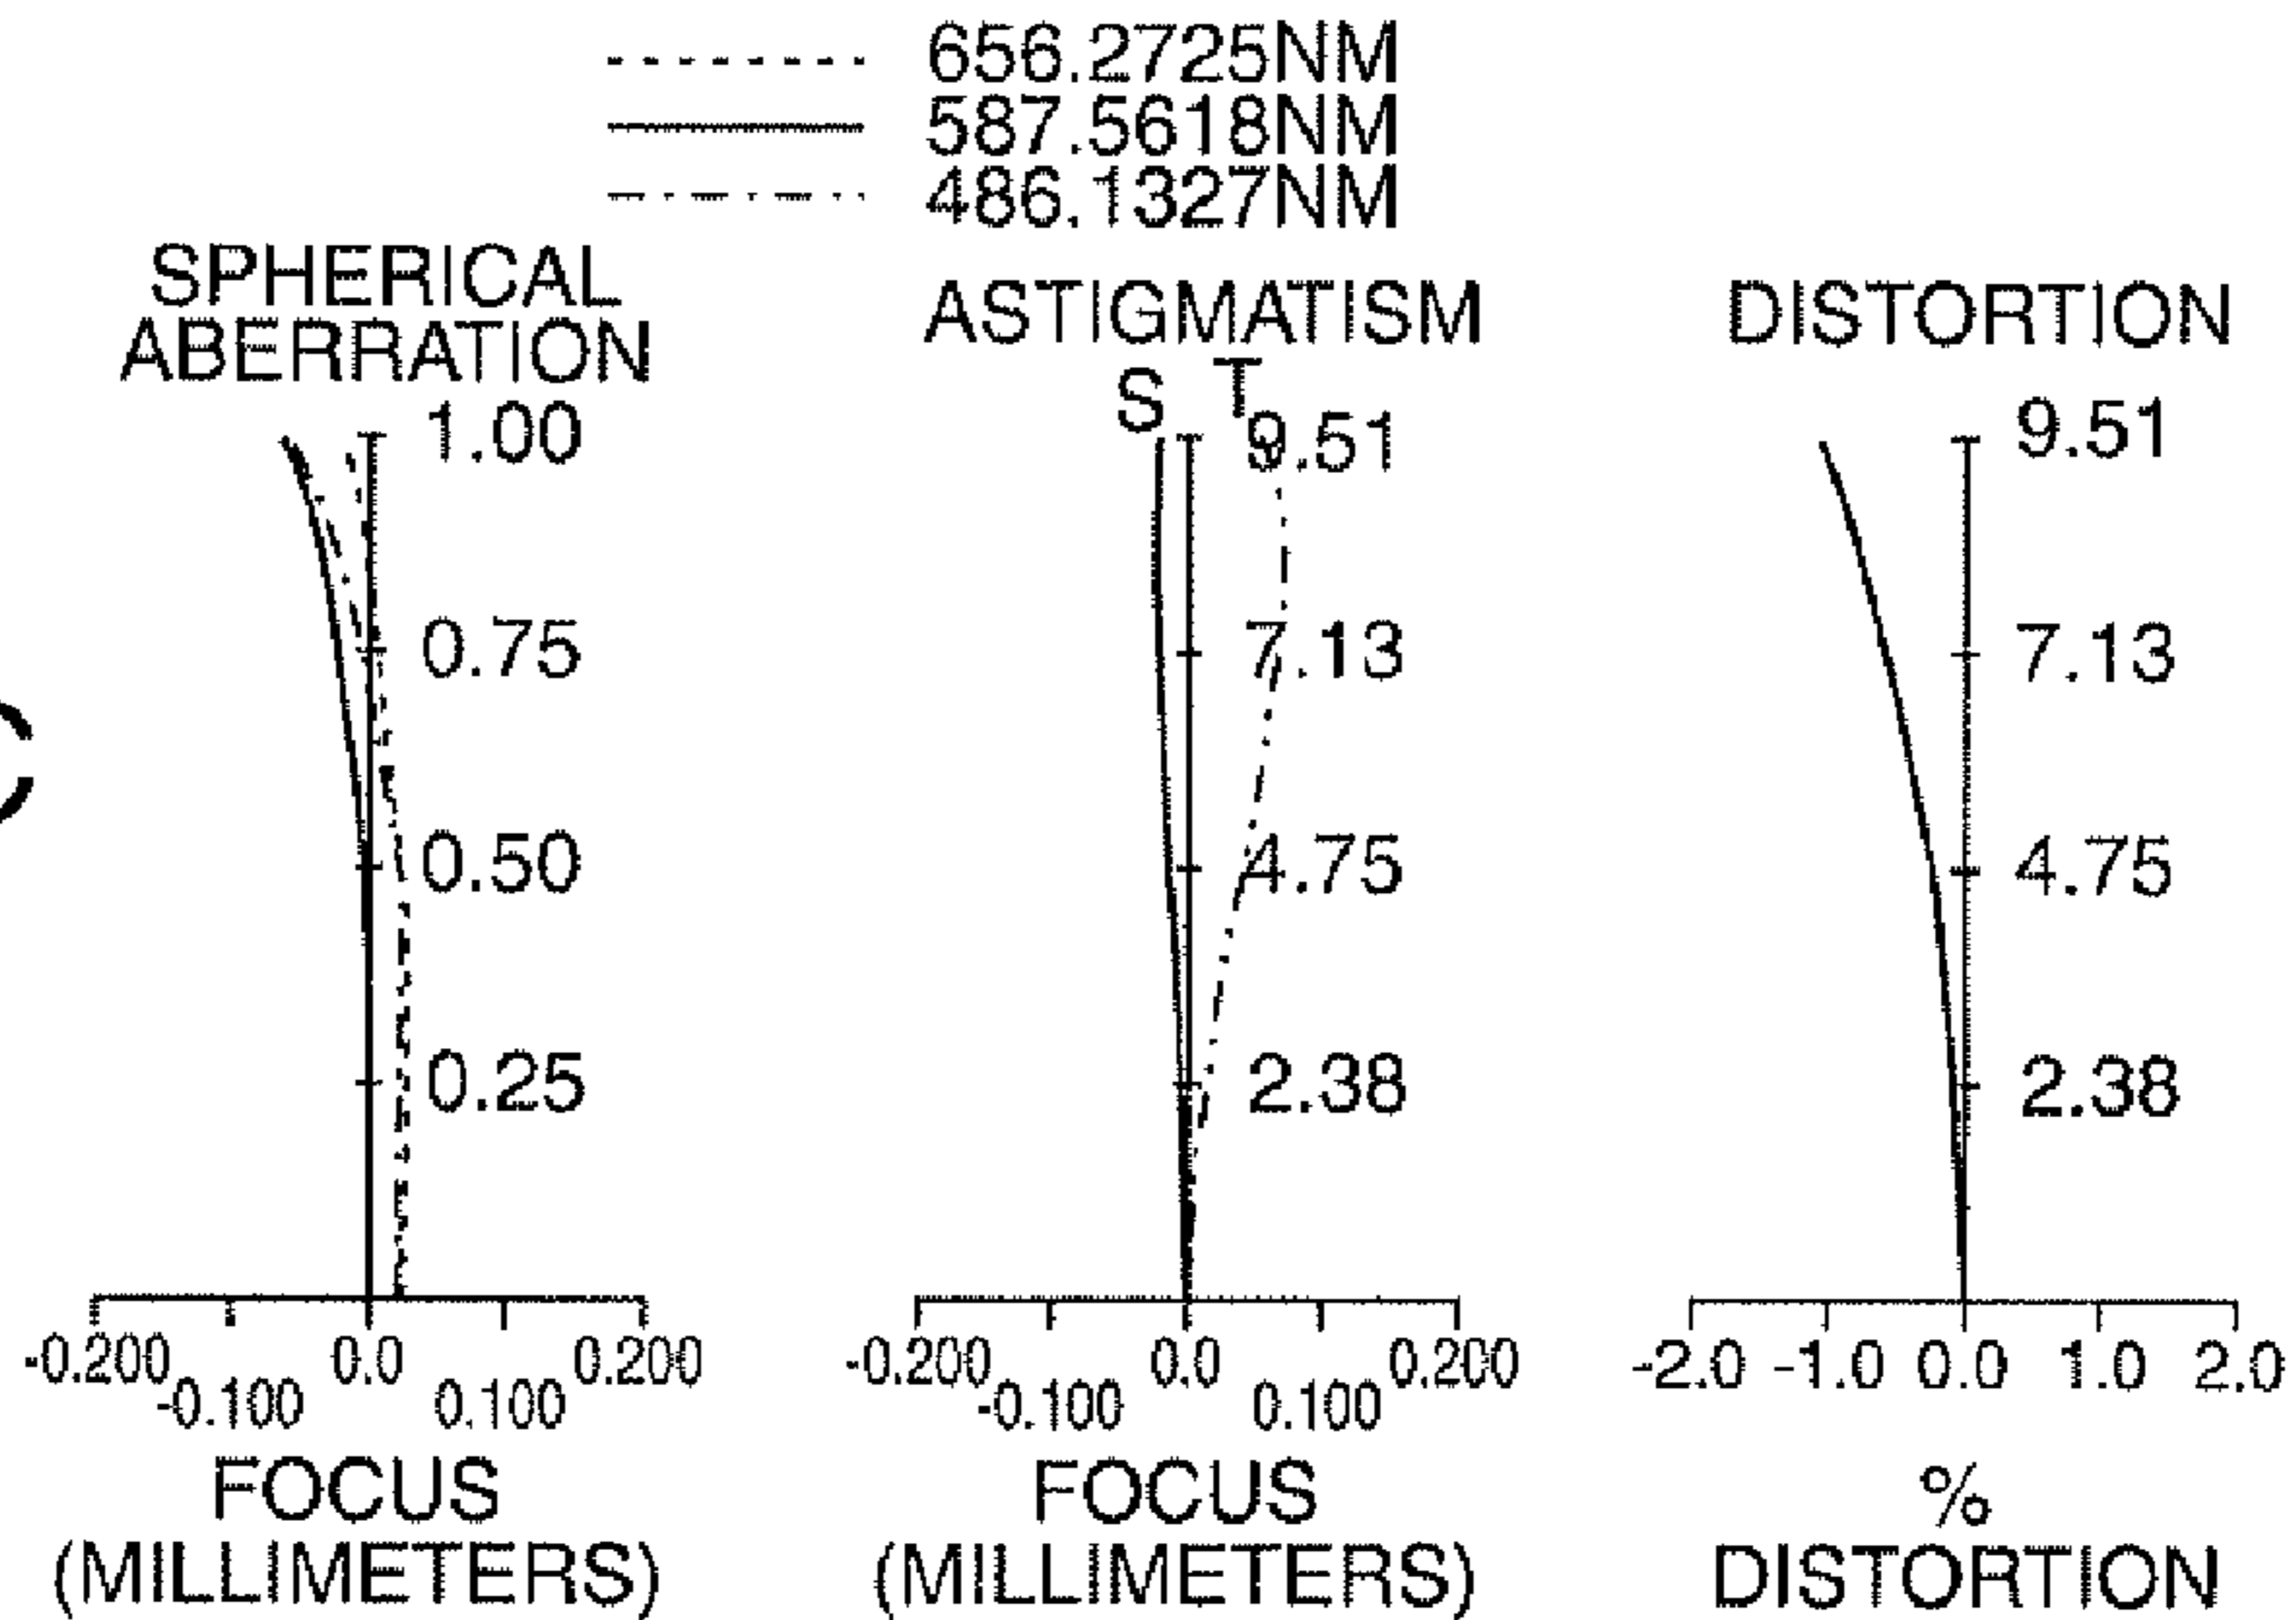 656.2725NM
587.5618NM
486.1327NM
SPHERICAL
ABERRATION
1.00
0.75
0.50
0.25
-0.200
-0.100
0.0
0.100
0.200
FOCUS
(MILLIMETERS)
ASTIGMATISM
S T
9.51
7.13
4.75
2.38
-0.200
-0.100
0.0
0.100
0.200
FOCUS
(MILLIMETERS)
DISTORTION
9.51
7.13
4.75
2.38
-2.0 -1.0 0.0 1.0 2.0
%
DISTORTION